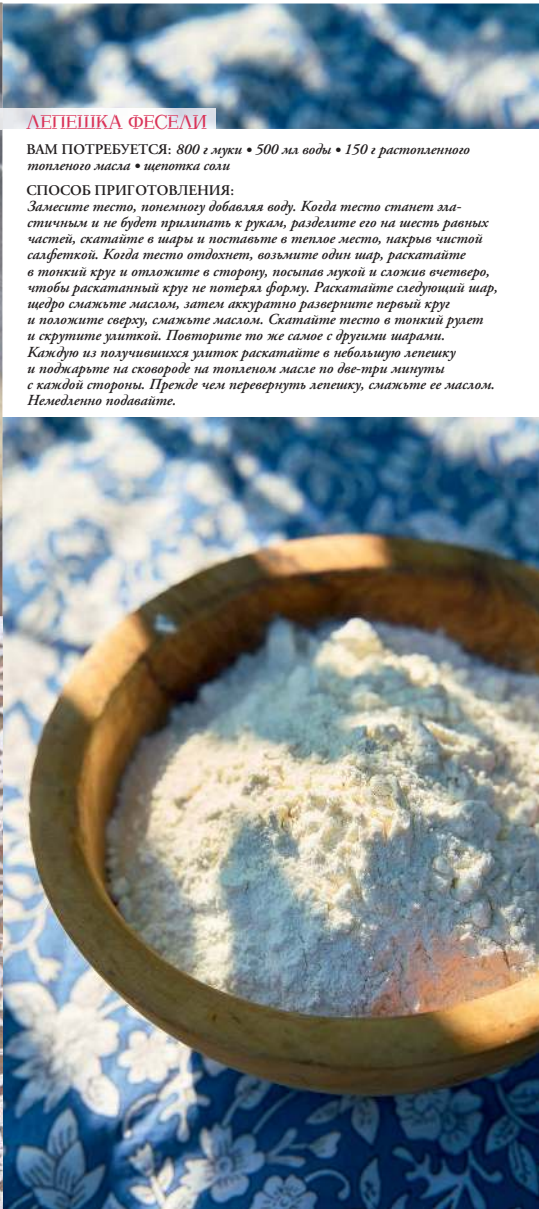 ЛЕПЕШКА ФЕСЕЛИ
ВАМ ПОТРЕБУЕТСЯ: 800 г муки • 500 мл воды • 150 г растопленного
топленого масла • щепотка соли
СПОСОБ ПРИГОТОВЛЕНИЯ:
Замесите тесто, понемногу добавляя воду. Когда тесто станет эла-
стичным и не будет прилипать к рукам, разделите его на шесть равных
частей, скатайте в шары и поставьте в теплое место, накрыв чистой
салфеткой. Когда тесто отдохнет, возьмите один шар, раскатайте
в тонкий круг и отложите в сторону, посыпав мукой и сложив вчетверо,
чтобы раскатанный круг не потерял форму. Раскатайте следующий шар,
щедро смажьте маслом, затем аккуратно разверните первый круг
и положите сверху, смажьте маслом. Скатайте тесто в тонкий рулет
и скрутите улиткой. Повторите то же самое с другими шарами.
Каждую из получившихся улиток раскатайте в небольшую лепешку
и поджарьте на сковороде на топленом масле по две-три минуты
с каждой стороны. Прежде чем перевернуть лепешку, смажьте ее маслом.
Немедленно подавайте.